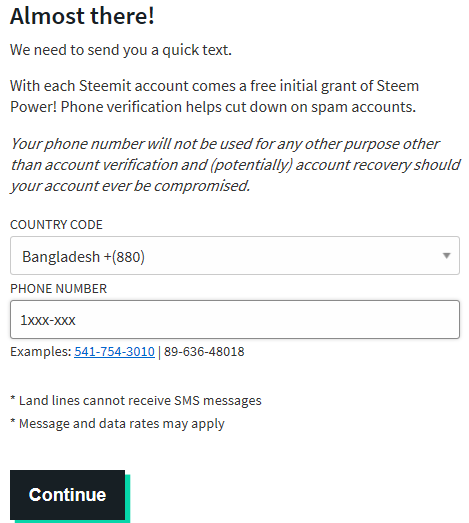 Almost there!
We need to send you a quick text.
With each Steemit account comes a free initial grant of Steem
Power! Phone verification helps cut down on spam accounts.
Your phone number will not be used for any other purpose other
than account verification and (potentially) account recovery should
your account ever be compromised.
COUNTRY CODE
Bangladesh +(880)
PHONE NUMBER
1xxx-xxx
Examples: 541-754-3010 | 89-636-48018
* Land lines cannot receive SMS messages
* Message and data rates may apply
Continue